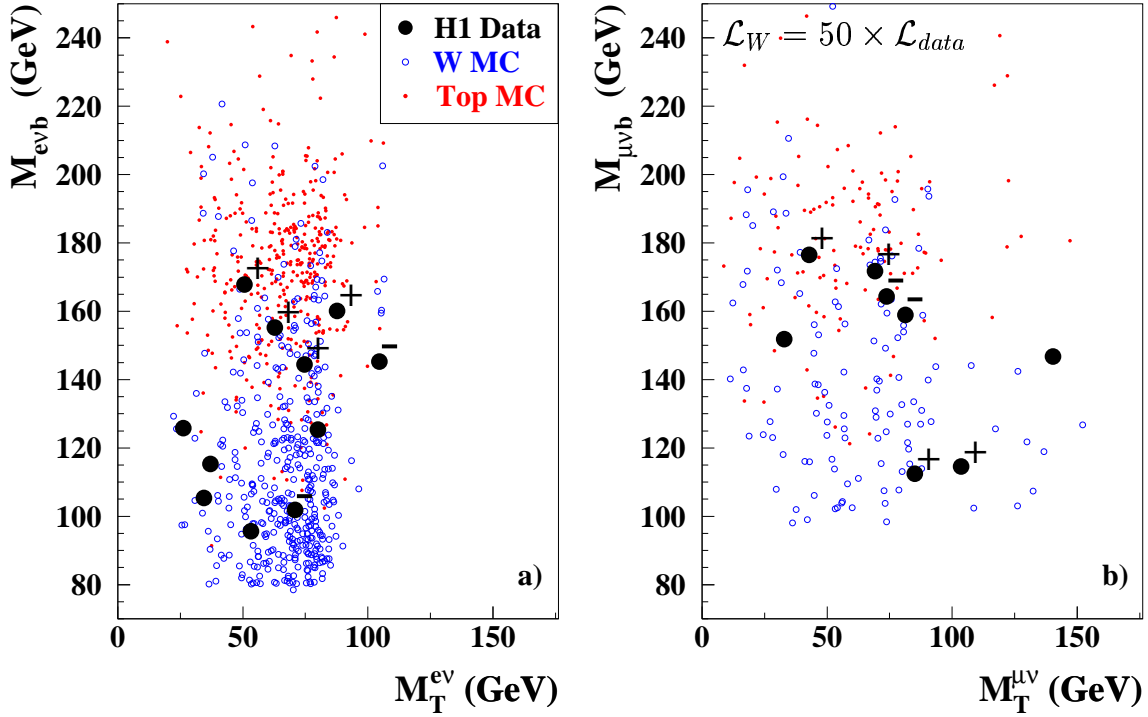 M_eνb (GeV)
240
220
200
180
160
140
120
100
80
0 50 100 150
M_T^eν (GeV)
H1 Data
W MC
Top MC
a)
M_μνb (GeV)
240
220
200
180
160
140
120
100
80
0 50 100 150
M_T^μν (GeV)
ℒ_W = 50 × ℒ_data
b)